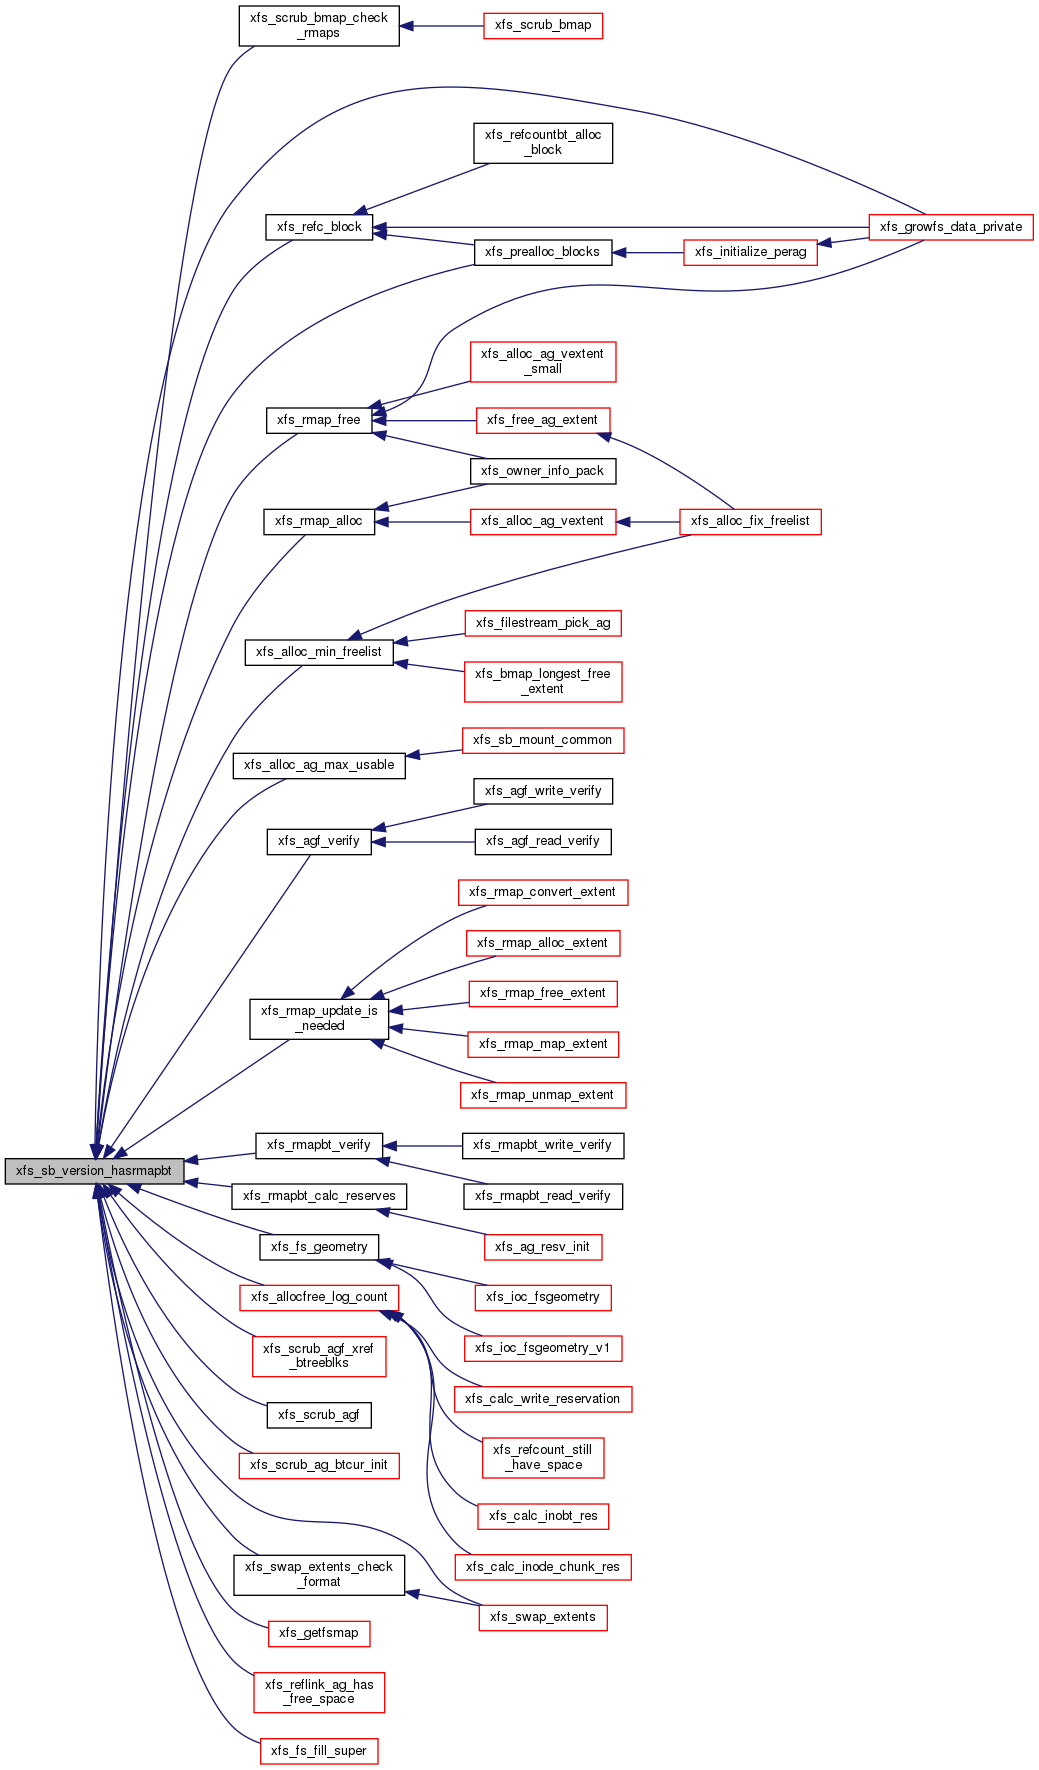 xfs_scrub_bmap_check
_rmaps
xfs_scrub_bmap
xfs_refcountbt_alloc
_block
xfs_refc_block
xfs_growfs_data_private
xfs_prealloc_blocks
xfs_initialize_perag
xfs_alloc_ag_vextent
_small
xfs_rmap_free
xfs_free_ag_extent
xfs_owner_info_pack
xfs_rmap_alloc
xfs_alloc_ag_vextent
xfs_alloc_fix_freelist
xfs_filestream_pick_ag
xfs_alloc_min_freelist
xfs_bmap_longest_free
_extent
xfs_sb_mount_common
xfs_alloc_ag_max_usable
xfs_agf_write_verify
xfs_agf_verify
xfs_agf_read_verify
xfs_rmap_convert_extent
xfs_rmap_alloc_extent
xfs_rmap_free_extent
xfs_rmap_update_is
_needed
xfs_rmap_map_extent
xfs_rmap_unmap_extent
xfs_rmapbt_verify
xfs_rmapbt_write_verify
xfs_sb_version_hasrmapbt
xfs_rmapbt_calc_reserves
xfs_rmapbt_read_verify
xfs_fs_geometry
xfs_ag_resv_init
xfs_allocfree_log_count
xfs_ioc_fsgeometry
xfs_scrub_agf_xref
_btreeblks
xfs_ioc_fsgeometry_v1
xfs_calc_write_reservation
xfs_scrub_agf
xfs_refcount_still
_have_space
xfs_scrub_ag_btcur_init
xfs_calc_inobt_res
xfs_swap_extents_check
_format
xfs_calc_inode_chunk_res
xfs_swap_extents
xfs_getfsmap
xfs_reflink_ag_has
_free_space
xfs_fs_fill_super